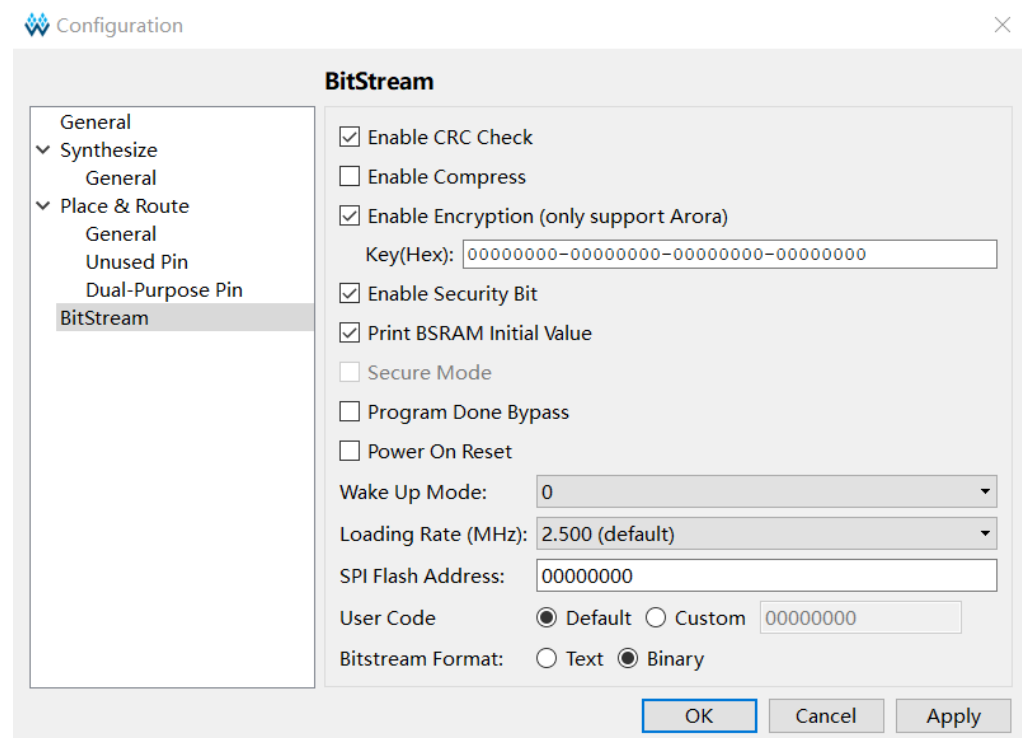 Configuration
BitStream
General
Synthesize
General
Place & Route
General
Unused Pin
Dual-Purpose Pin
BitStream
Enable CRC Check
Enable Compress
Enable Encryption (only support Arora)
Key(Hex): 00000000-00000000-00000000-00000000
Enable Security Bit
Print BSRAM Initial Value
Secure Mode
Program Done Bypass
Power On Reset
Wake Up Mode: 0
Loading Rate (MHz): 2.500 (default)
SPI Flash Address: 00000000
User Code Default Custom 00000000
Bitstream Format: Text Binary
OK Cancel Apply